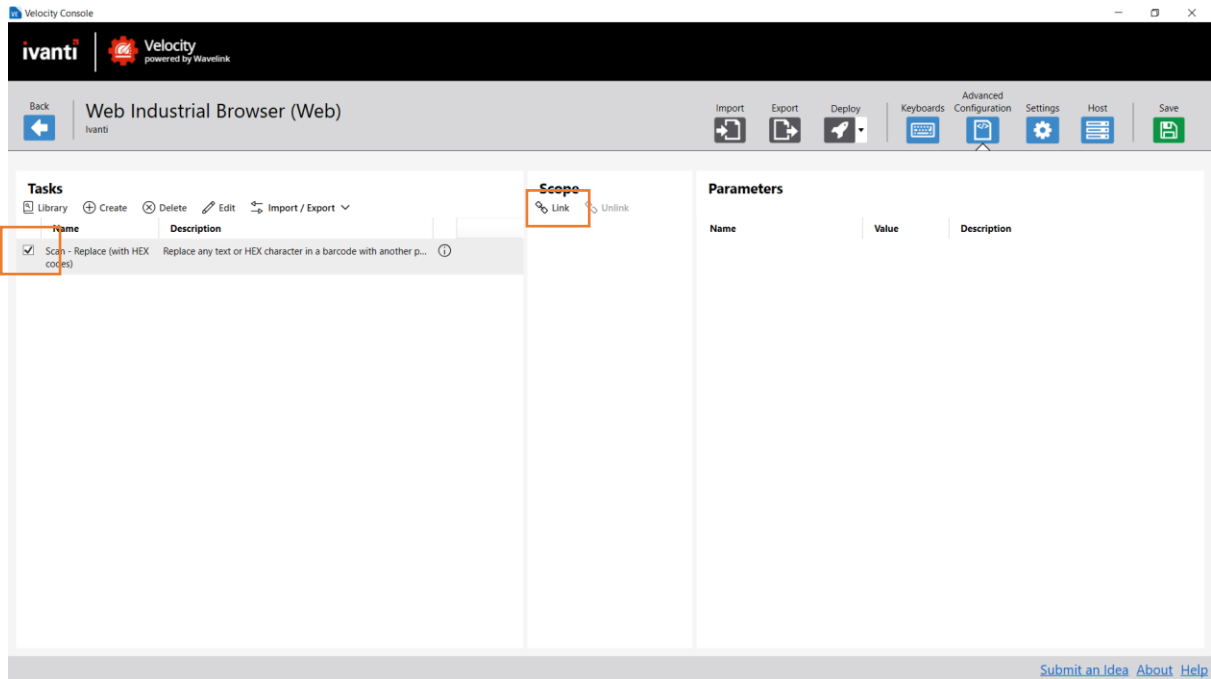 Velocity Console
ivanti
Velocity
powered by Wavelink
Back
Web Industrial Browser (Web)
Ivanti
Import Export Deploy Keyboards Advanced Configuration Settings Host Save
Tasks
Library Create Delete Edit Import / Export
Name Description
Scan - Replace (with HEX codes) Replace any text or HEX character in a barcode with another p...
Scope
Link Unlink
Parameters
Name Value Description
Submit an Idea About Help